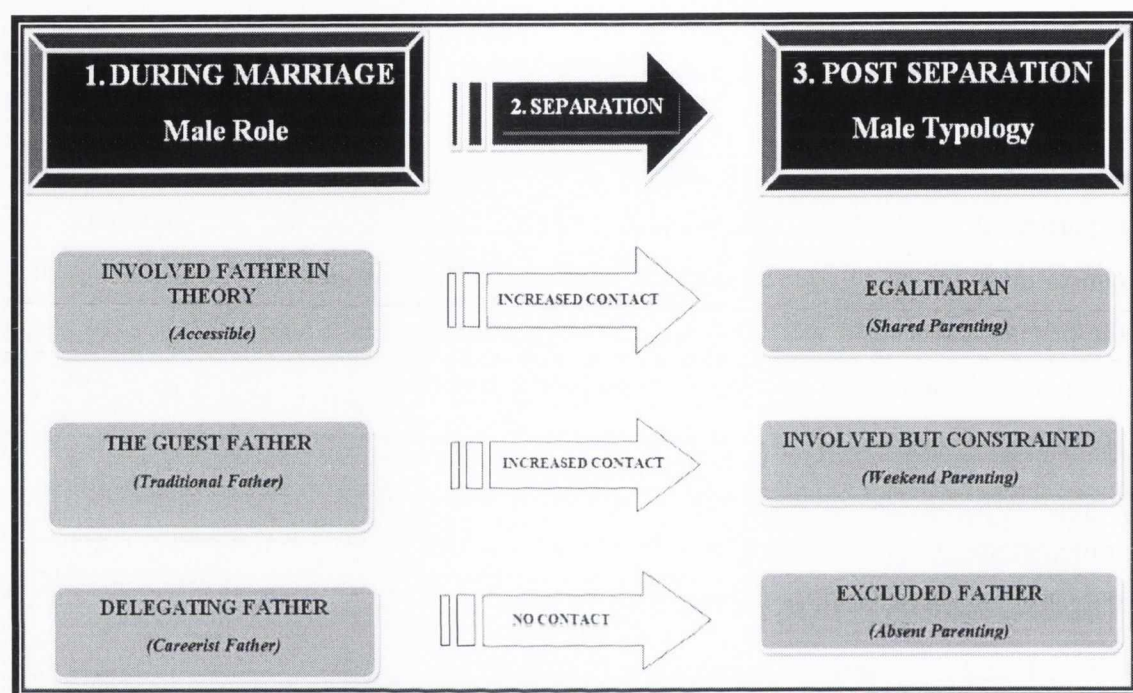 1. DURING MARRIAGE
Male Role
2. SEPARATION
3. POST SEPARATION
Male Typology
INVOLVED FATHER IN
THEORY
(Accessible)
INCREASED CONTACT
EGALITARIAN
(Shared Parenting)
THE GUEST FATHER
(Traditional Father)
INCREASED CONTACT
INVOLVED BUT CONSTRAINED
(Weekend Parenting)
DELEGATING FATHER
(Careerist Father)
NO CONTACT
EXCLUDED FATHER
(Absent Parenting)